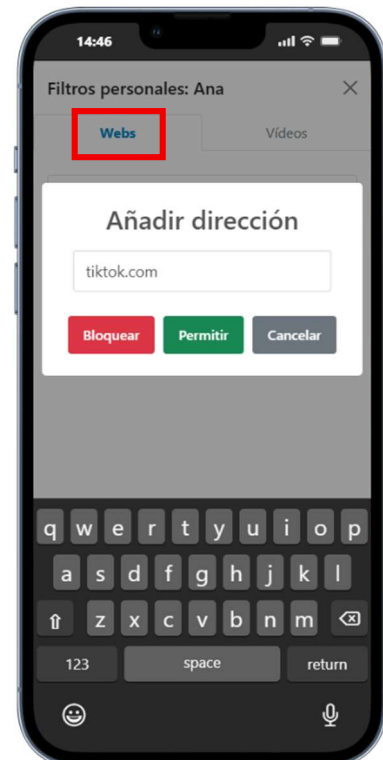 14:46
Filtros personales: Ana
Webs Vídeos
Añadir dirección
tiktok.com
Bloquear Permitir Cancelar
q w e r t y u i o p
a s d f g h j k l
z x c v b n m
123 space return